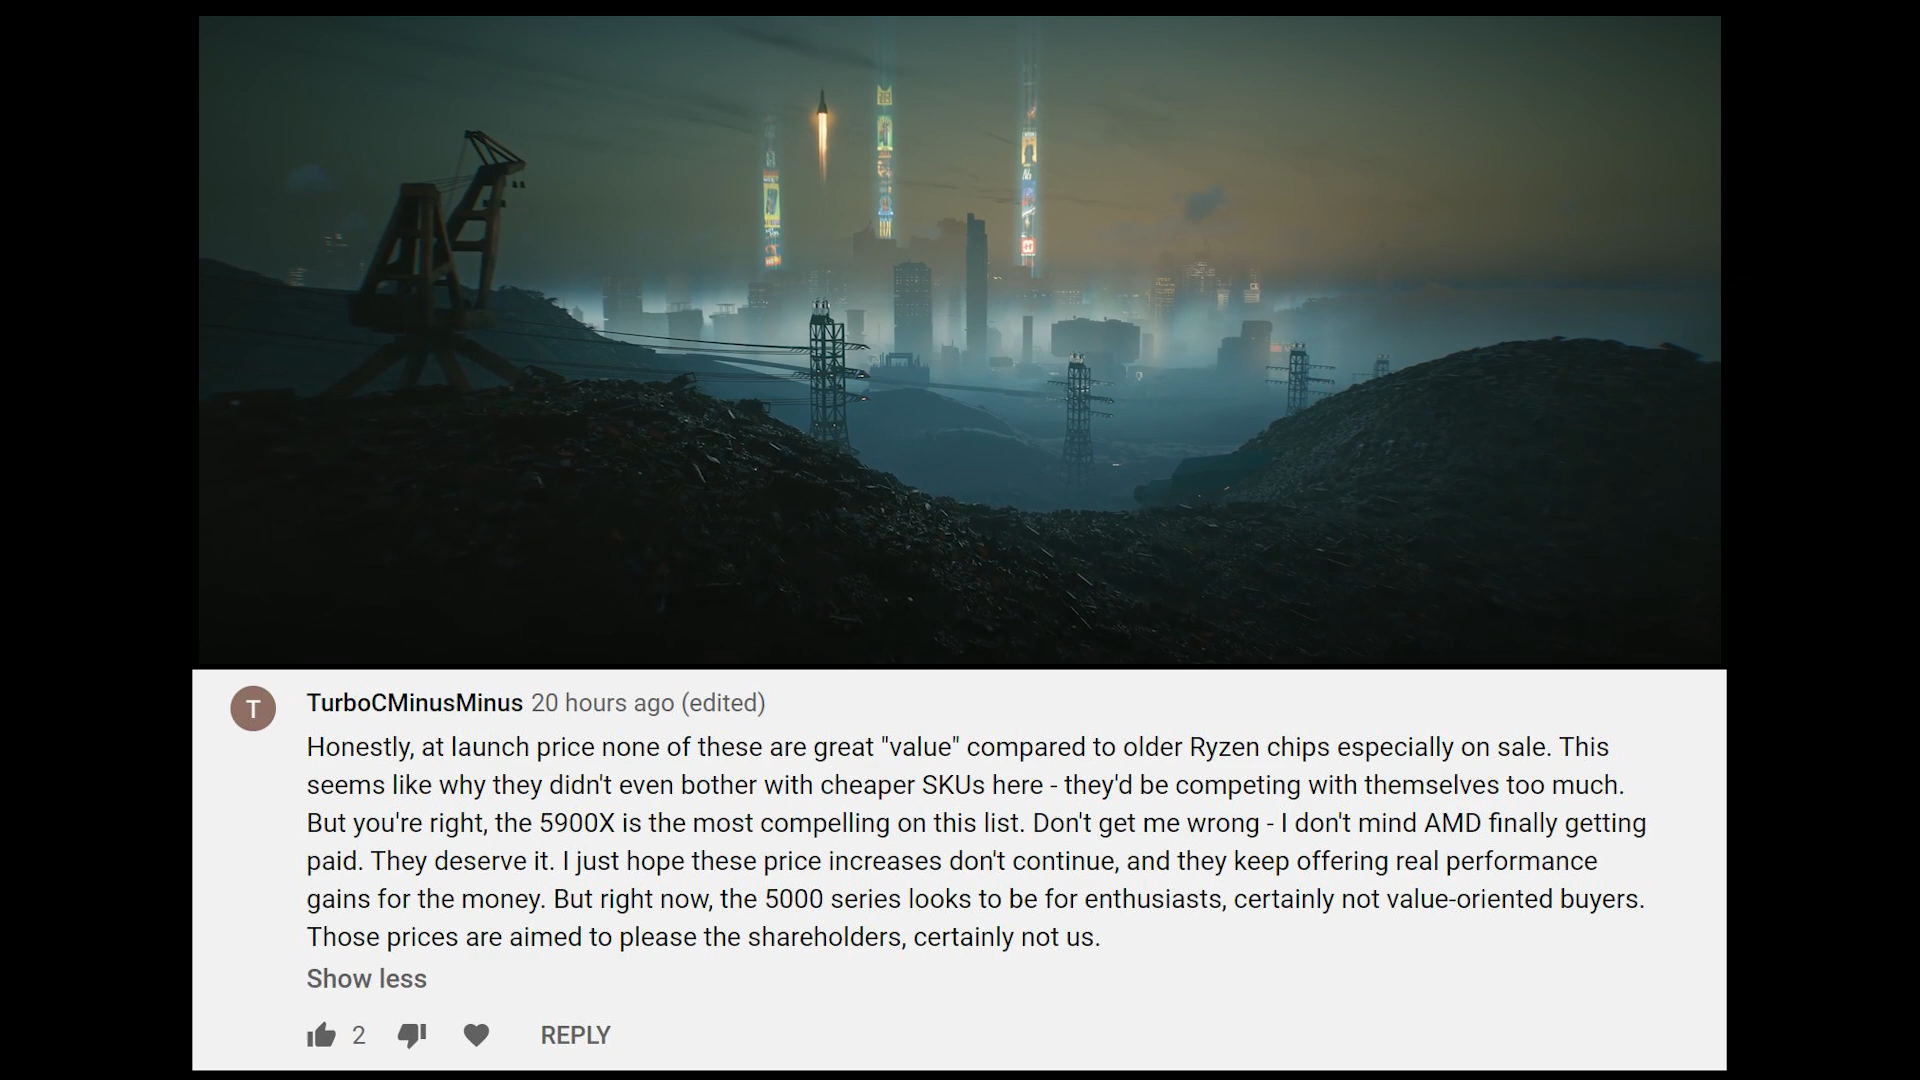 TurboCMinusMinus 20 hours ago (edited)
Honestly, at launch price none of these are great "value" compared to older Ryzen chips especially on sale. This
seems like why they didn't even bother with cheaper SKUs here - they'd be competing with themselves too much.
But you're right, the 5900X is the most compelling on this list. Don't get me wrong - I don't mind AMD finally getting
paid. They deserve it. I just hope these price increases don't continue, and they keep offering real performance
gains for the money. But right now, the 5000 series looks to be for enthusiasts, certainly not value-oriented buyers.
Those prices are aimed to please the shareholders, certainly not us.
Show less
2 REPLY
T